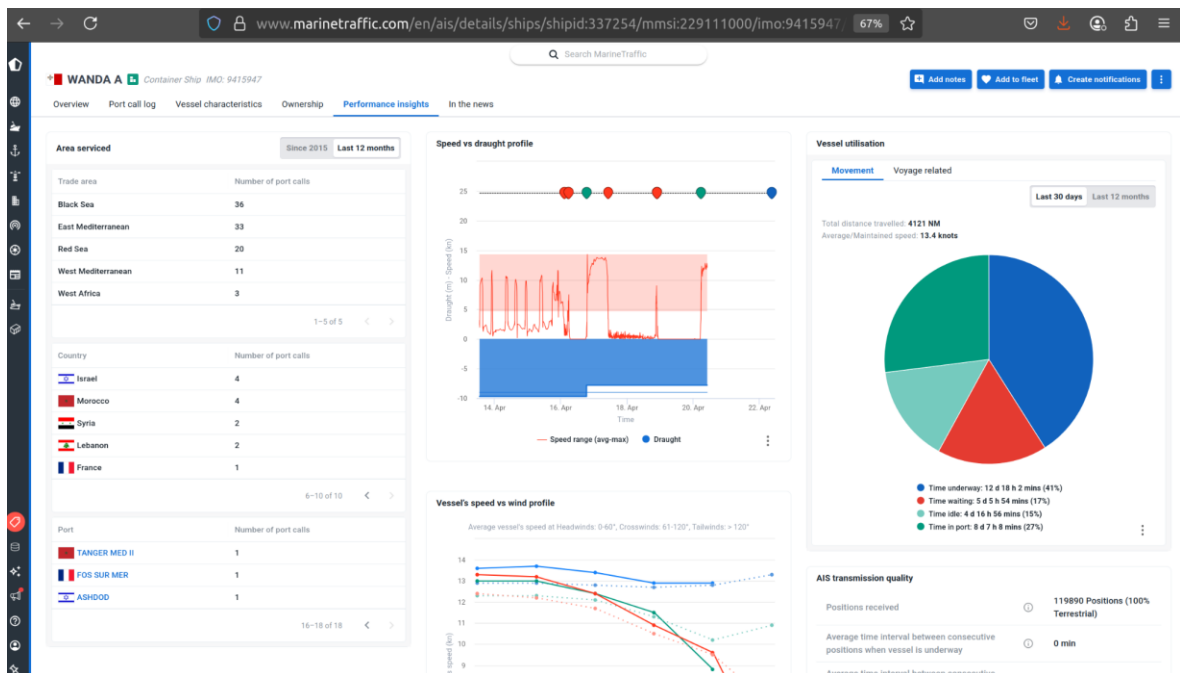 www.marinetraffic.com/en/ais/details/ships/shipid:337254/mmsi:229111000/imo:9415947/ 67%
Search MarineTraffic
WANDA A Container Ship IMO: 9415947
Add notes Add to fleet Create notifications
Overview Port call log Vessel characteristics Ownership Performance insights In the news
Area serviced
Since 2015 Last 12 months
Trade area Number of port calls
Black Sea 36
East Mediterranean 33
Red Sea 20
West Mediterranean 11
West Africa 3
1–5 of 5
Country Number of port calls
Israel 4
Morocco 4
Syria 2
Lebanon 2
France 1
6–10 of 10
Port Number of port calls
TANGER MED II 1
FOS SUR MER 1
ASHDOD 1
16–18 of 18
Speed vs draught profile
25
20
15
10
5
0
-5
-10
Draught (m) - Speed (kn)
14. Apr 16. Apr 18. Apr 20. Apr 22. Apr
Time
Speed range (avg-max) Draught
Vessel's speed vs wind profile
Average vessel's speed at Headwinds: 0-60°, Crosswinds: 61-120°, Tailwinds: > 120°
14
13
12
11
10
9
speed (kn)
Vessel utilisation
Movement Voyage related
Last 30 days Last 12 months
Total distance travelled: 4121 NM
Average/Maintained speed: 13.4 knots
Time underway: 12 d 18 h 2 mins (41%)
Time waiting: 5 d 5 h 54 mins (17%)
Time idle: 4 d 16 h 56 mins (15%)
Time in port: 8 d 7 h 8 mins (27%)
AIS transmission quality
Positions received 119890 Positions (100%
Terrestrial)
Average time interval between consecutive
positions when vessel is underway 0 min
Average time interval between consecutive